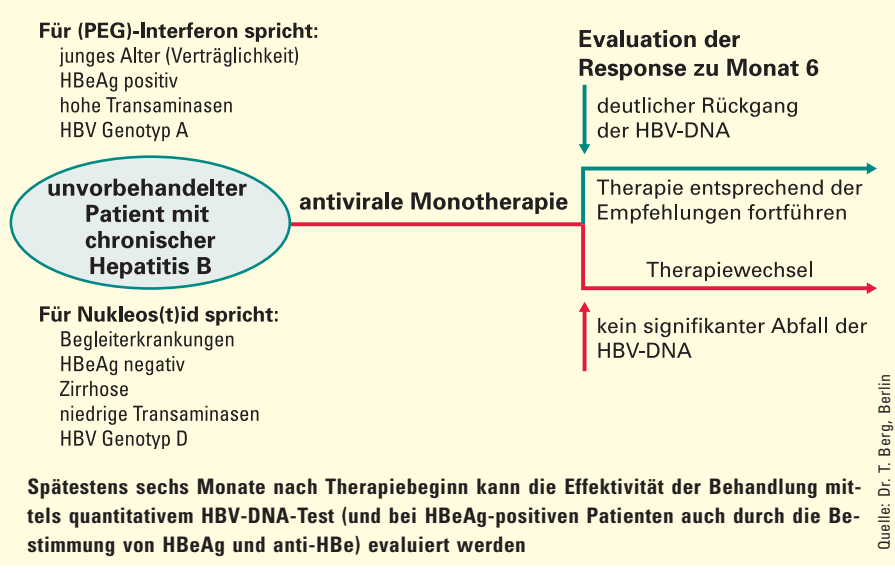 Für (PEG)-Interferon spricht:
junges Alter (Verträglichkeit)
HBeAg positiv
hohe Transaminasen
HBV Genotyp A
unvorbehandelter
Patient mit
chronischer
Hepatitis B
antivirale Monotherapie
Evaluation der
Response zu Monat 6
deutlicher Rückgang
der HBV-DNA
Therapie entsprechend der
Empfehlungen fortführen
Therapiewechsel
kein signifikanter Abfall der
HBV-DNA
Für Nukleos(t)id spricht:
Begleiterkrankungen
HBeAg negativ
Zirrhose
niedrige Transaminasen
HBV Genotyp D
Spätestens sechs Monate nach Therapiebeginn kann die Effektivität der Behandlung mit-
tels quantitativem HBV-DNA-Test (und bei HBeAg-positiven Patienten auch durch die Be-
stimmung von HBeAg und anti-HBe) evaluiert werden
Quelle: Dr. T. Berg, Berlin